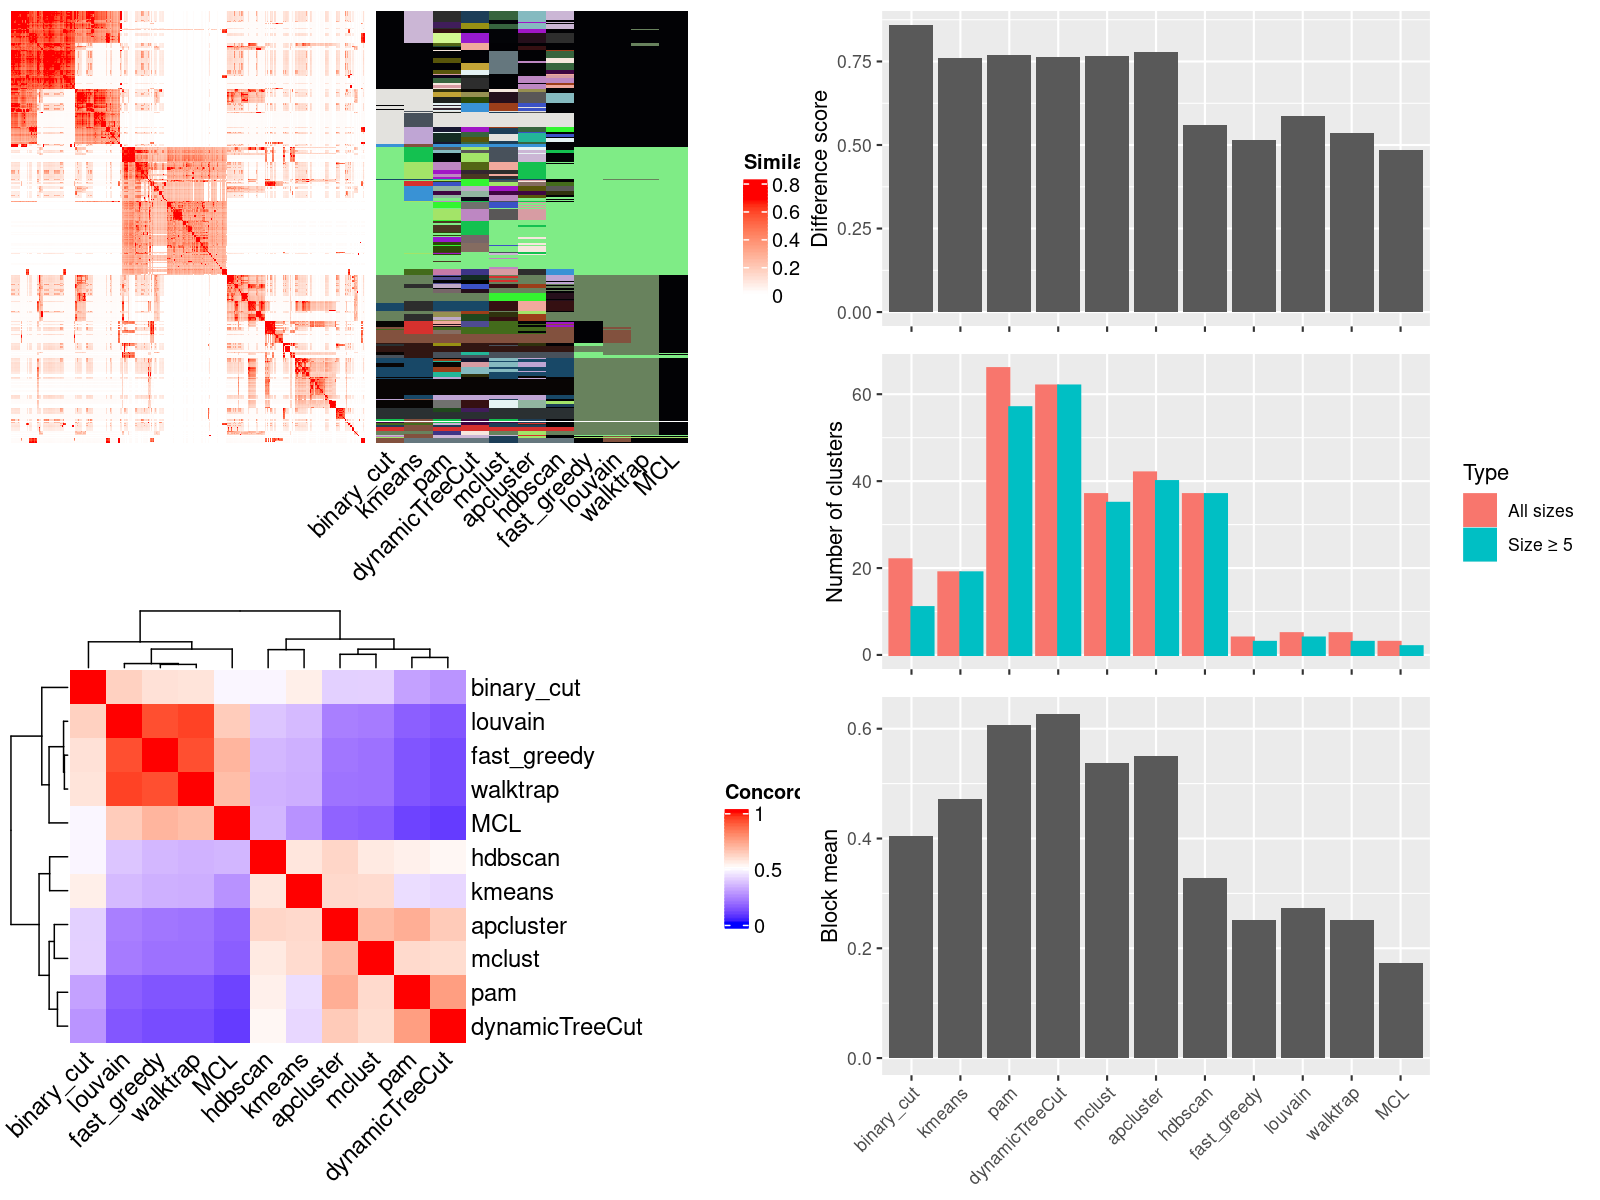 Simila
0.8
0.6
0.4
0.2
0
binary_cut
kmeans
pam
dynamicTreeCut
mclust
apcluster
hdbscan
fast_greedy
louvain
walktrap
MCL
binary_cut
louvain
fast_greedy
walktrap
MCL
hdbscan
kmeans
apcluster
mclust
pam
dynamicTreeCut
Concord
1
0.5
0
binary_cut
louvain
fast_greedy
walktrap
MCL
hdbscan
kmeans
apcluster
mclust
pam
dynamicTreeCut
Difference score
0.75
0.50
0.25
0.00
Number of clusters
60
40
20
0
Type
All sizes
Size ≥ 5
Block mean
0.6
0.4
0.2
0.0
binary_cut
kmeans
pam
dynamicTreeCut
mclust
apcluster
hdbscan
fast_greedy
louvain
walktrap
MCL